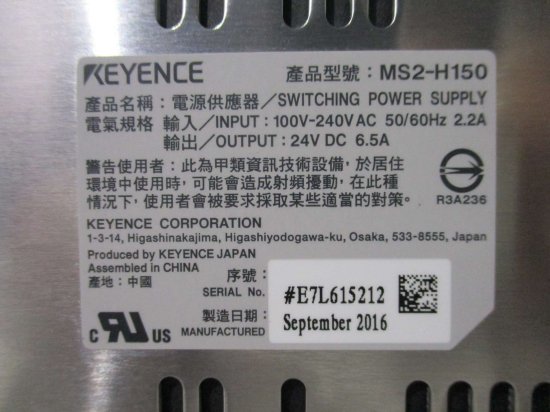 KEYENCE 產品型號：MS2-H150
產品名稱：電源供應器／SWITCHING POWER SUPPLY
電氣規格 輸入／INPUT: 100V-240V AC 50/60Hz 2.2A
輸出／OUTPUT: 24V DC 6.5A
警告使用者：此為甲類資訊技術設備，於居住
環境中使用時，可能會造成射頻擾動，在此種
情況下，使用者會被要求採取某些適當的對策。
R3A236
KEYENCE CORPORATION
1-3-14, Higashinakajima, Higashiyodogawa-ku, Osaka, 533-8555, Japan
Produced by KEYENCE JAPAN
Assembled in CHINA
產地：中國
序號：
SERIAL No.
#E7L615212
製造日期：
MANUFACTURED
September 2016
c RU US